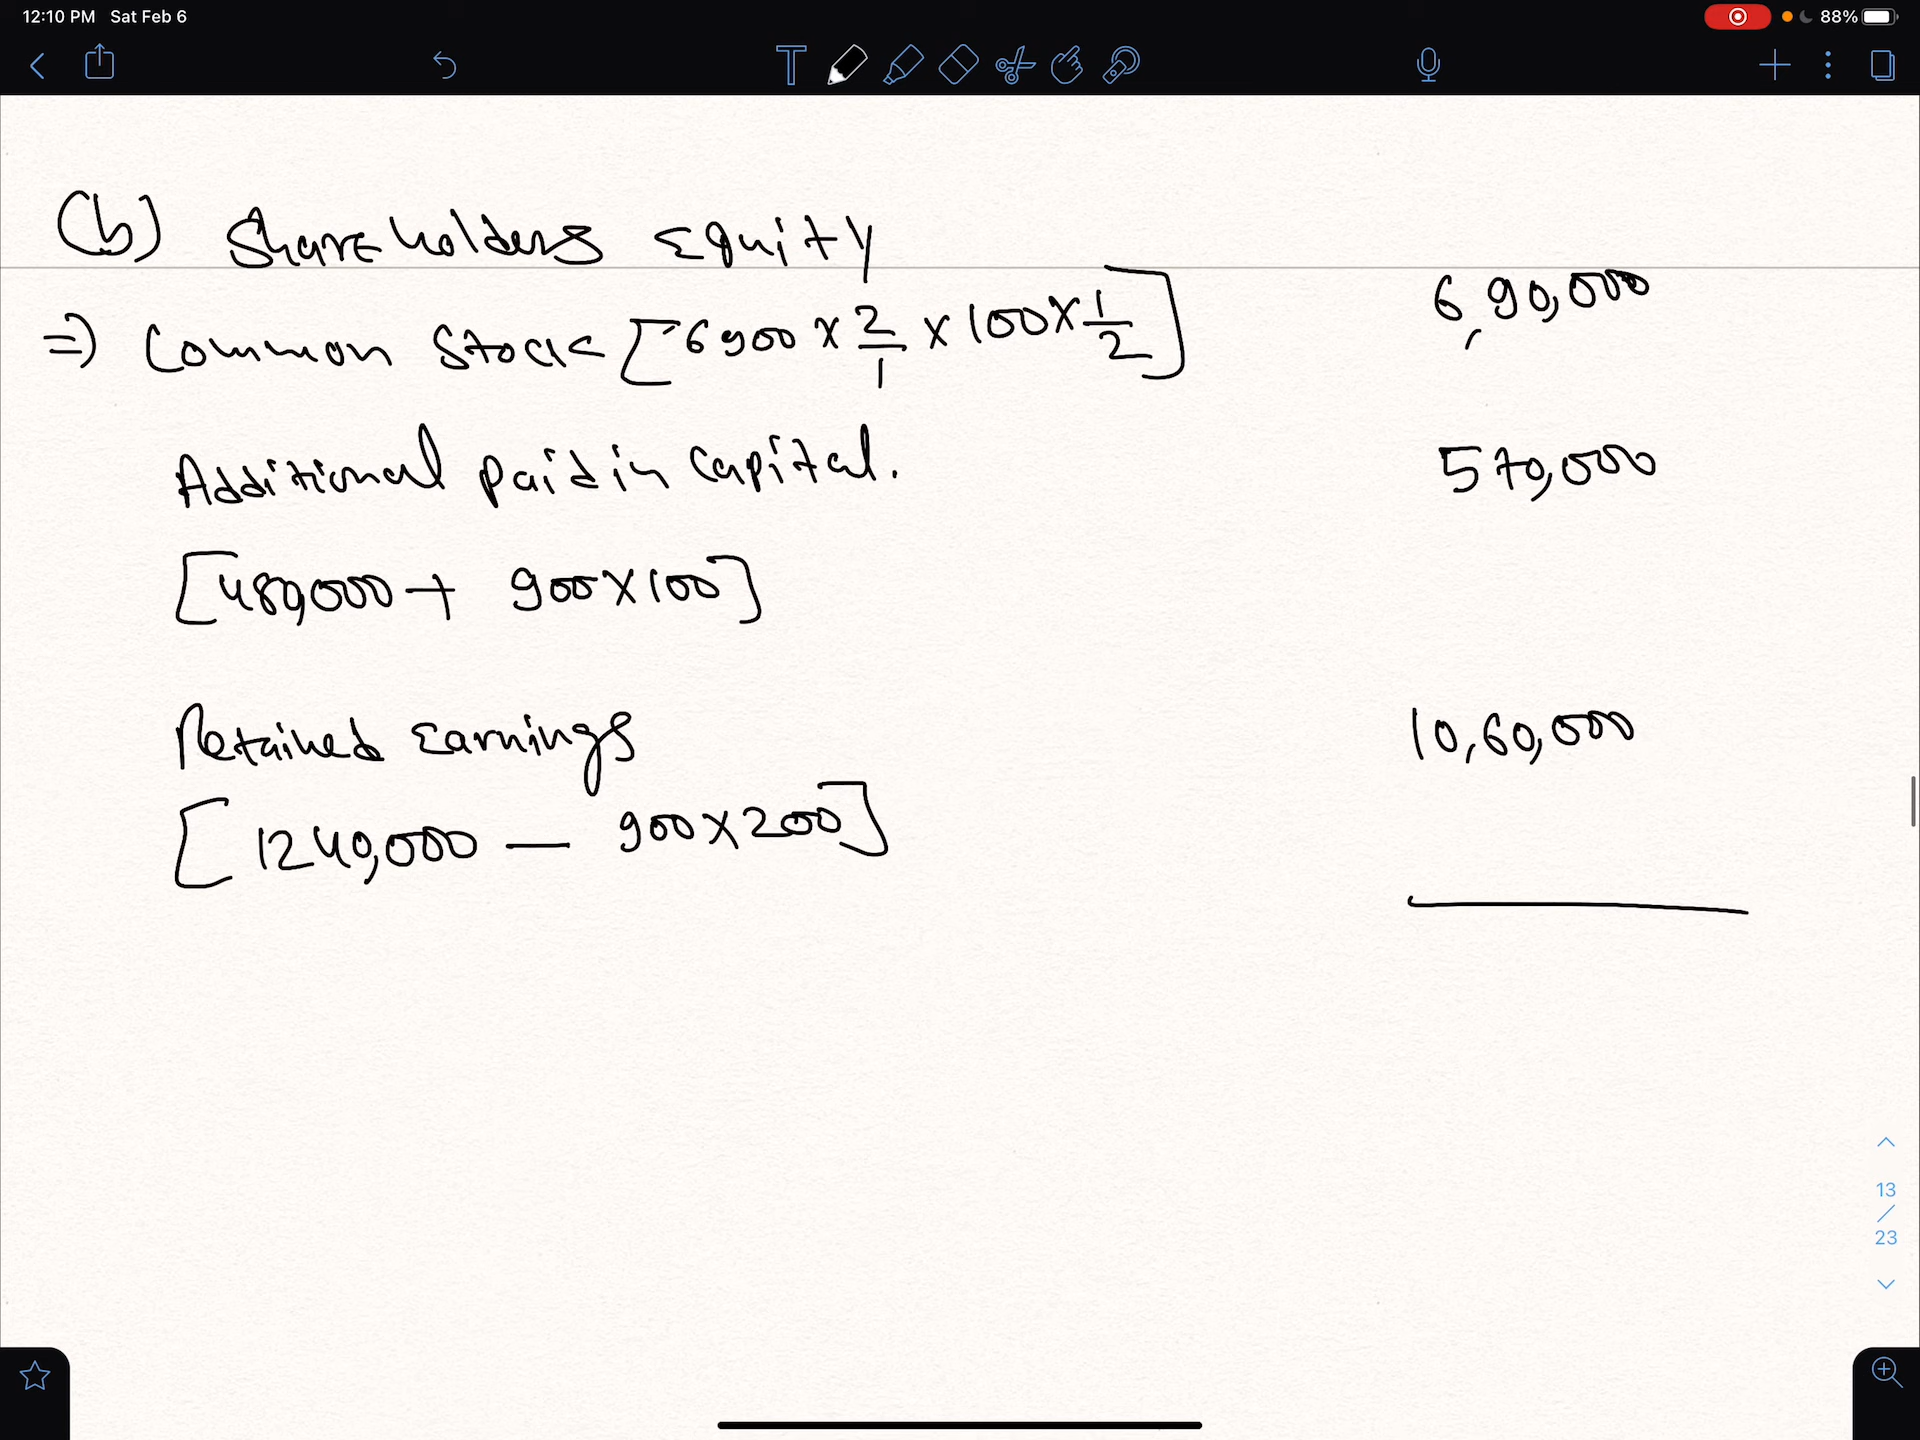 12:10 PM Sat Feb 6 88%
(b) Shareholders Equity
⇒ Common Stock [6900 × 2/1 × 100 × 1/2] 6,90,000
Additional paid in capital. 570,000
[480,000 + 900×100]
Retained Earnings 10,60,000
[1240,000 — 900×200]
13
/
23